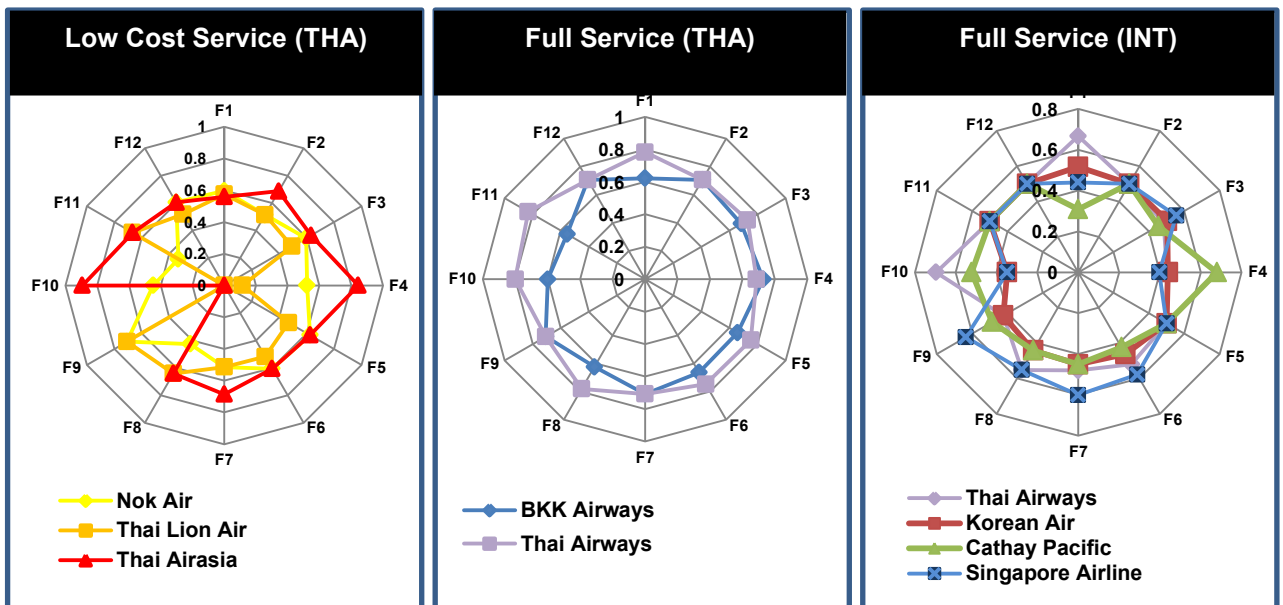 Low Cost Service (THA)
F1
F2
F3
F4
F5
F6
F7
F8
F9
F10
F11
F12
1
0.8
0.6
0.4
0.2
0
Nok Air
Thai Lion Air
Thai Airasia
Full Service (THA)
F1
F2
F3
F4
F5
F6
F7
F8
F9
F10
F11
F12
1
0.8
0.6
0.4
0.2
0
BKK Airways
Thai Airways
Full Service (INT)
F2
F3
F4
F5
F6
F7
F8
F9
F10
F11
F12
0.8
0.6
0.4
0.2
0
Thai Airways
Korean Air
Cathay Pacific
Singapore Airline